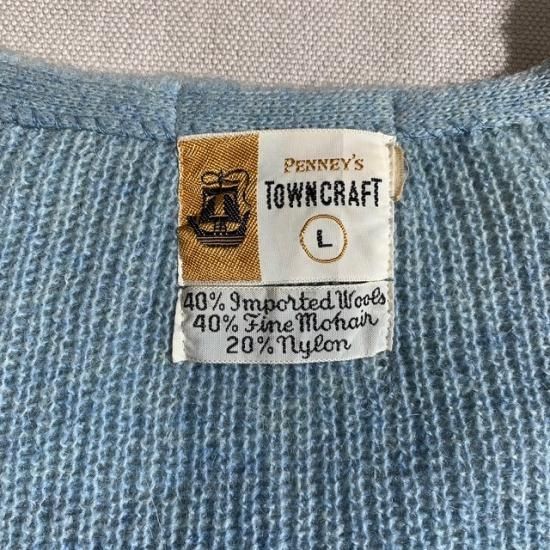 PENNEY'S
TOWNCRAFT
L
40% Imported Wools
40% Fine Mohair
20% Nylon